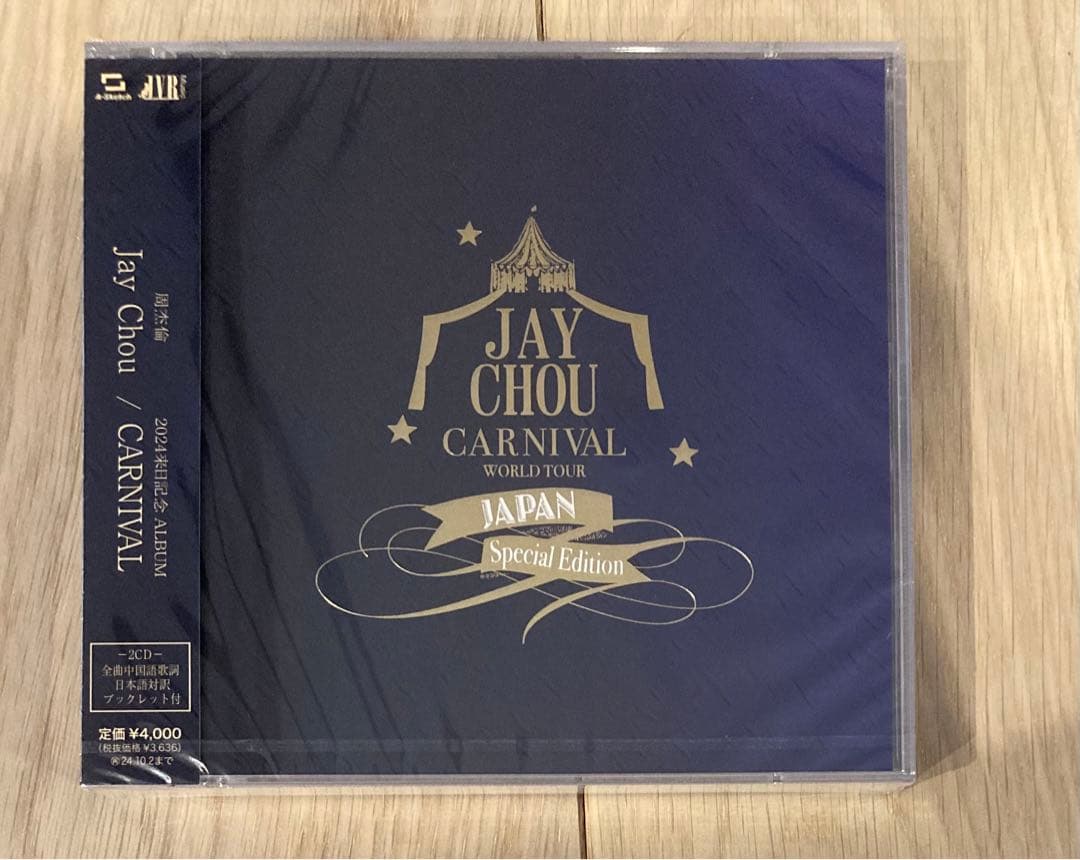 A-Sketch
JVR Music
周杰倫 2024来日記念 ALBUM
Jay Chou / CARNIVAL
-2CD-
全曲中国語歌詞
日本語対訳
ブックレット付
定価 ¥4,000
(税抜価格 ¥3,636)
Ⓡ24.10.2まで
JAY
CHOU
CARNIVAL
WORLD TOUR
JAPAN
Special Edition